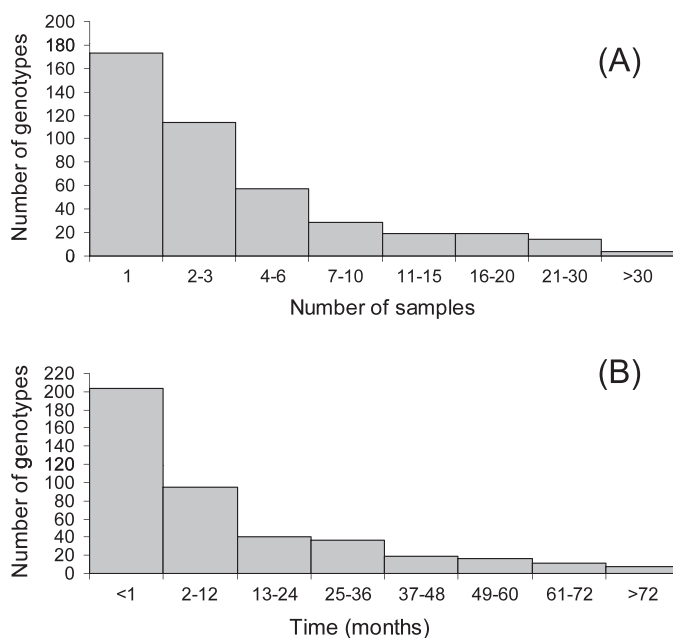 (A)
Number of genotypes
200
180
160
140
120
100
80
60
40
20
0
1 2-3 4-6 7-10 11-15 16-20 21-30 >30
Number of samples
(B)
Number of genotypes
220
200
180
160
140
120
100
80
60
40
20
0
<1 2-12 13-24 25-36 37-48 49-60 61-72 >72
Time (months)